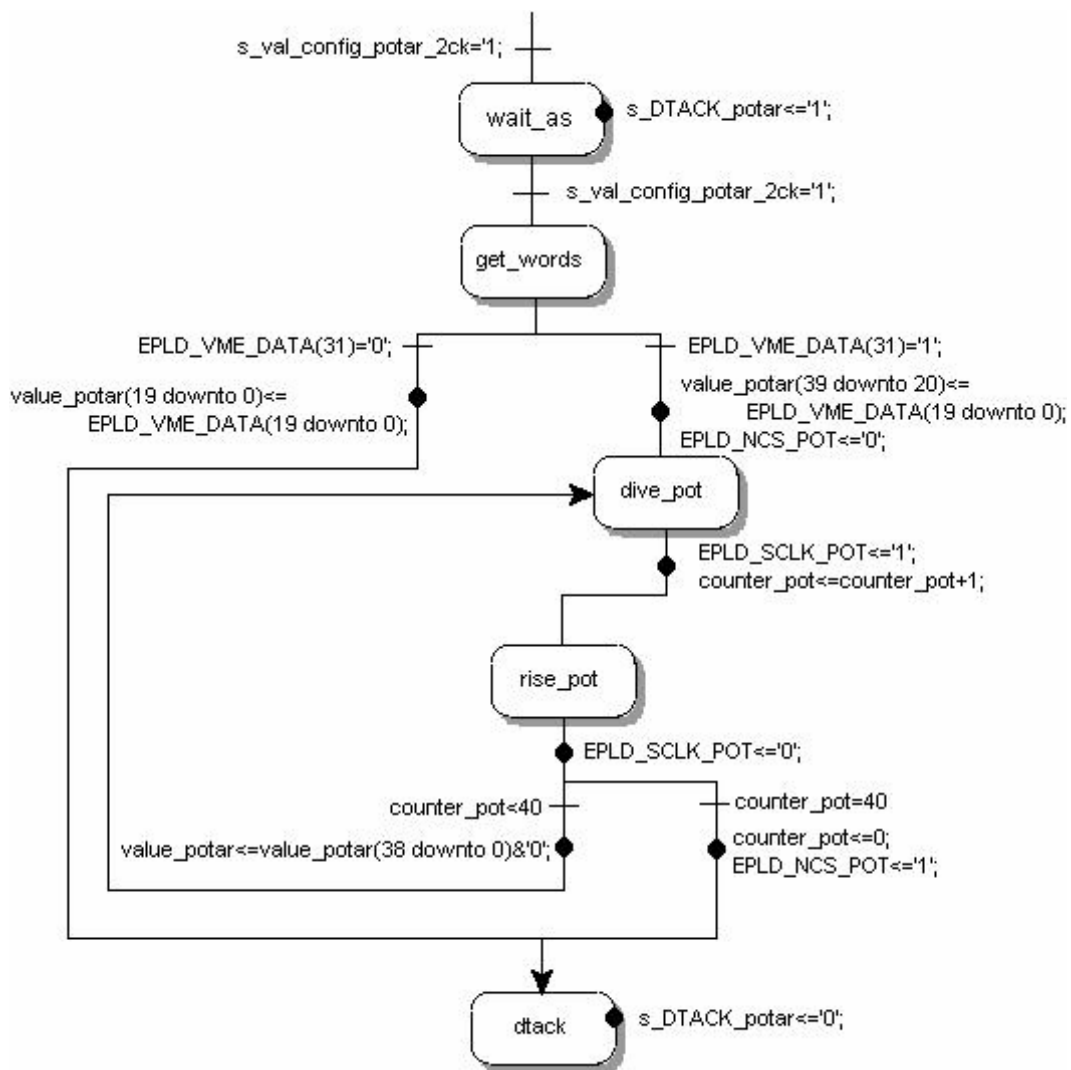 s_val_config_potar_2ck='1;
wait_as
s_DTACK_potar<='1';
s_val_config_potar_2ck='1';
get_words
EPLD_VME_DATA(31)='0';
EPLD_VME_DATA(31)='1';
value_potar(19 downto 0)<=
EPLD_VME_DATA(19 downto 0);
value_potar(39 downto 20)<=
EPLD_VME_DATA(19 downto 0);
EPLD_NCS_POT<='0';
dive_pot
EPLD_SCLK_POT<='1';
counter_pot<=counter_pot+1;
rise_pot
EPLD_SCLK_POT<='0';
counter_pot<40
counter_pot=40
value_potar<=value_potar(38 downto 0)&'0';
counter_pot<=0;
EPLD_NCS_POT<='1';
dtack
s_DTACK_potar<='0';